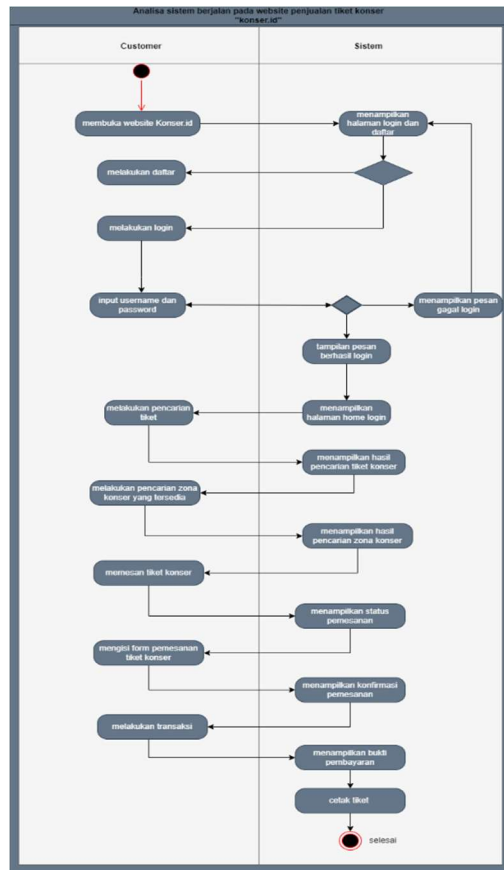 Analisa sistem berjalan pada website penjualan tiket konser
"konser.id"
Customer
Sistem
membuka website Konser.id
menampilkan
halaman login dan
daftar
melakukan daftar
melakukan login
input username dan
password
menampilkan pesan
gagal login
tampilan pesan
berhasil login
menampilkan
halaman home login
melakukan pencarian
tiket
menampilkan hasil
pencarian tiket konser
melakukan pencarian zona
konser yang tersedia
menampilkan hasil
pencarian zona konser
memesan tiket konser
menampilkan status
pemesanan
mengisi form pemesanan
tiket konser
menampilkan konfirmasi
pemesanan
melakukan transaksi
menampilkan bukti
pembayaran
cetak tiket
selesai